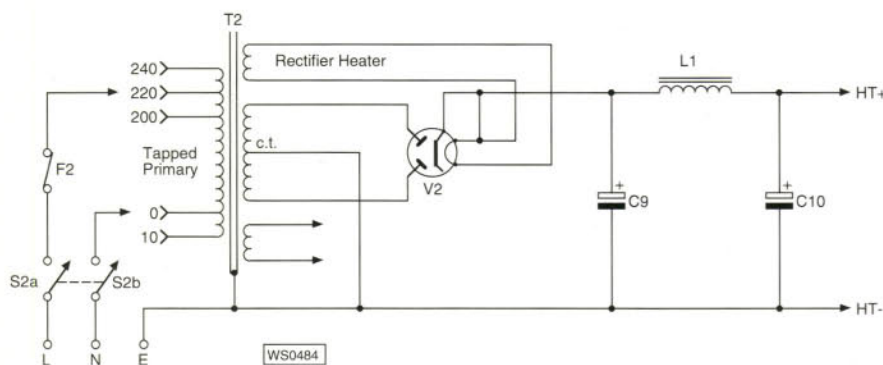 T2
Rectifier Heater
L1
240
220
200
HT+
Tapped
Primary
c.t.
F2
V2
+
C9
+
C10
0
10
S2a
S2b
HT-
L
N
E
WS0484